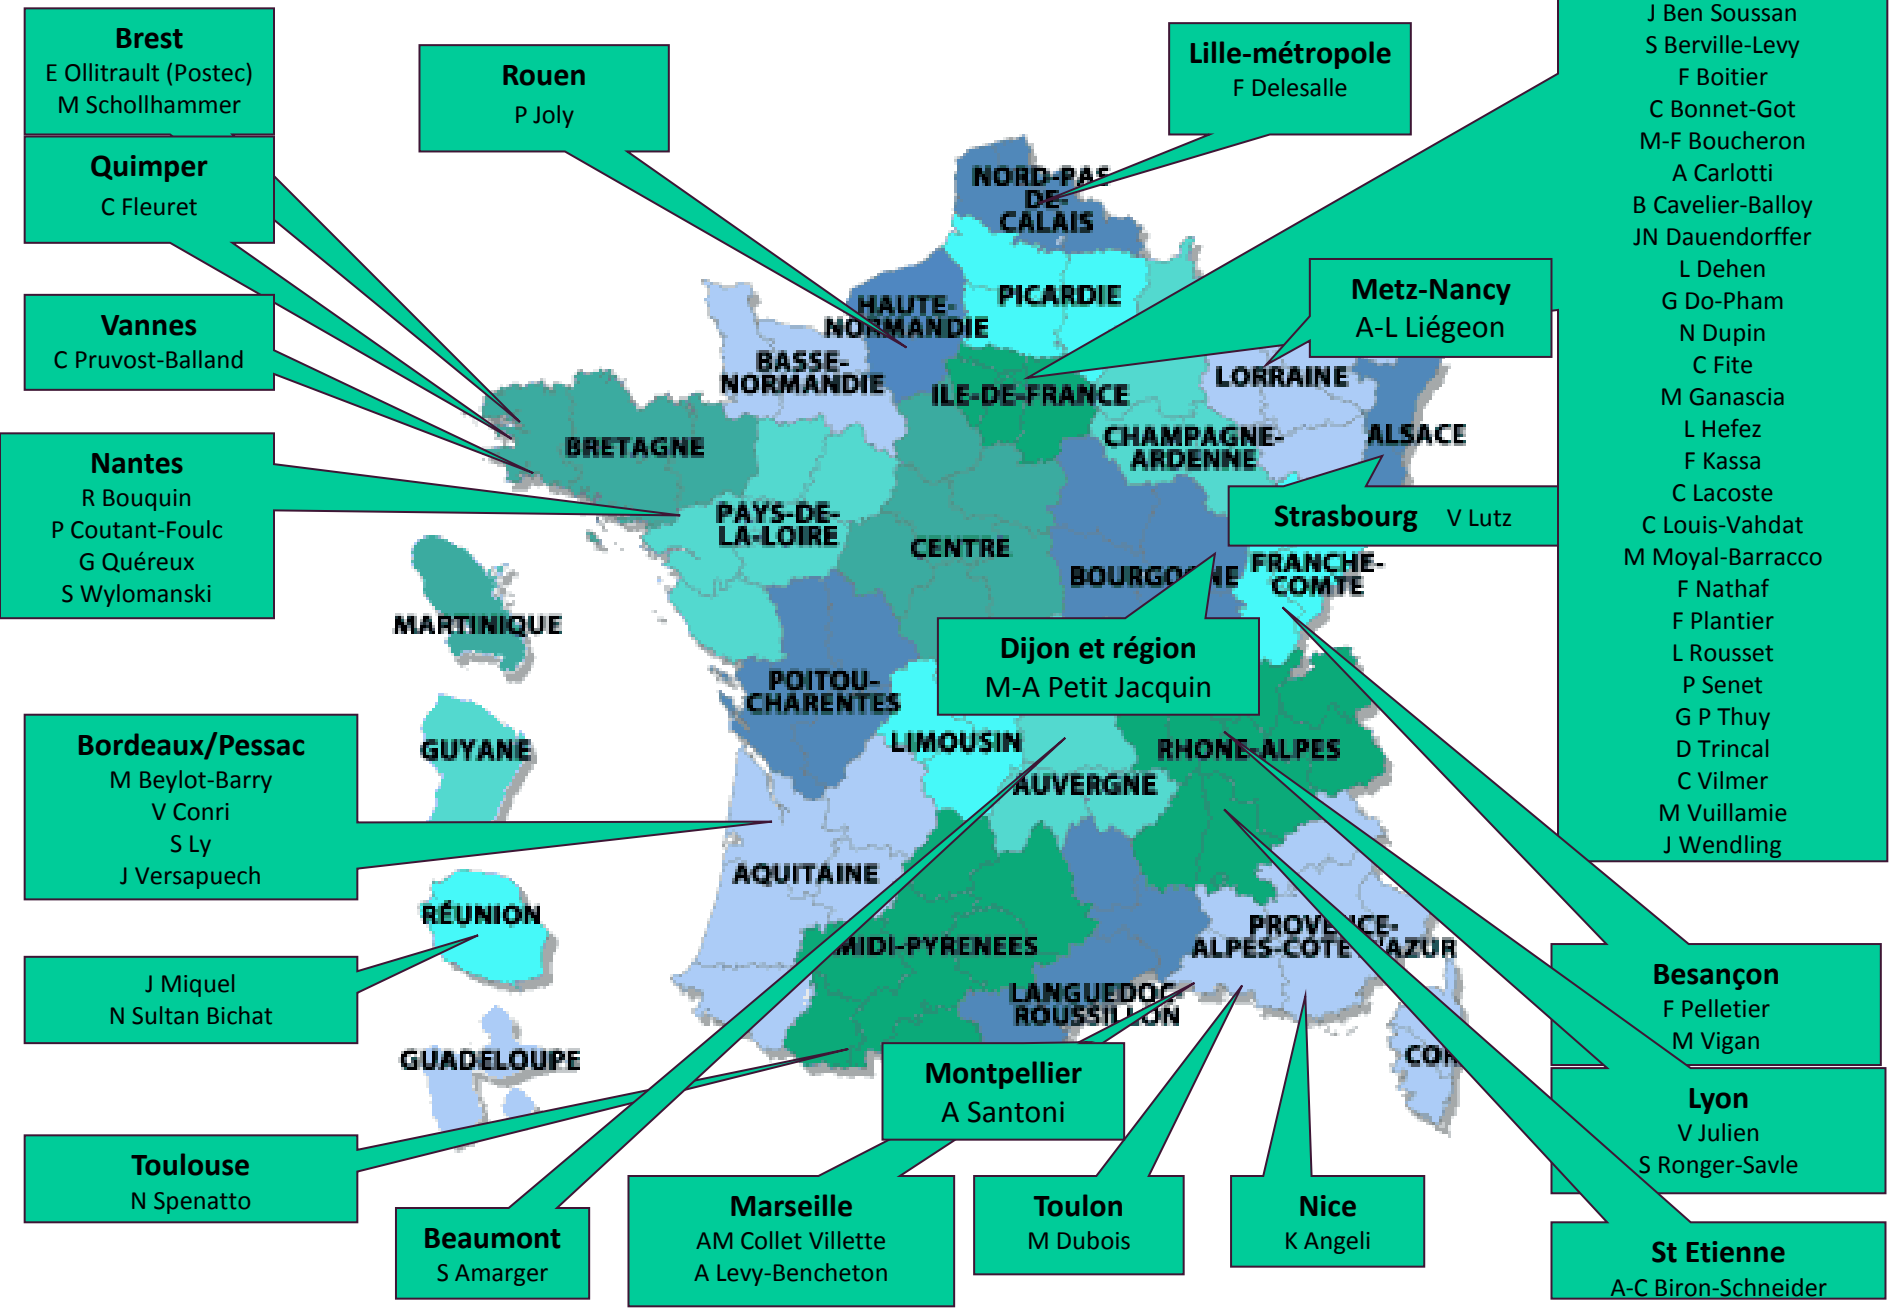 Brest
E Ollitrault (Postec)
M Schollhammer
Quimper
C Fleuret
Vannes
C Pruvost-Balland
Nantes
R Bouquin
P Coutant-Foulc
G Quéreux
S Wylomanski
Bordeaux/Pessac
M Beylot-Barry
V Conri
S Ly
J Versapuech
J Miquel
N Sultan Bichat
Toulouse
N Spenatto
Rouen
P Joly
Lille-métropole
F Delesalle
Metz-Nancy
A-L Liégeon
Strasbourg V Lutz
Dijon et région
M-A Petit Jacquin
Montpellier
A Santoni
Beaumont
S Amarger
Marseille
AM Collet Villette
A Levy-Bencheton
Toulon
M Dubois
Nice
K Angeli
J Ben Soussan
S Berville-Levy
F Boitier
C Bonnet-Got
M-F Boucheron
A Carlotti
B Cavelier-Balloy
JN Dauendorffer
L Dehen
G Do-Pham
N Dupin
C Fite
M Ganascia
L Hefez
F Kassa
C Lacoste
C Louis-Vahdat
M Moyal-Barracco
F Nathaf
F Plantier
L Rousset
P Senet
G P Thuy
D Trincal
C Vilmer
M Vuillamie
J Wendling
Besançon
F Pelletier
M Vigan
Lyon
V Julien
S Ronger-Savle
St Etienne
A-C Biron-Schneider
NORD-PAS
DE-
CALAIS
PICARDIE
HAUTE-
NORMANDIE
BASSE-
NORMANDIE
ILE-DE-FRANCE
LORRAINE
ALSACE
CHAMPAGNE-
ARDENNE
BRETAGNE
PAYS-DE-
LA-LOIRE
CENTRE
BOURGOGNE
FRANCHE-
COMTE
POITOU-
CHARENTES
LIMOUSIN
AUVERGNE
RHONE-ALPES
AQUITAINE
MIDI-PYRENEES
LANGUEDOC-
ROUSSILLON
PROVENCE-
ALPES-COTE D'AZUR
COR
MARTINIQUE
GUYANE
RÉUNION
GUADELOUPE